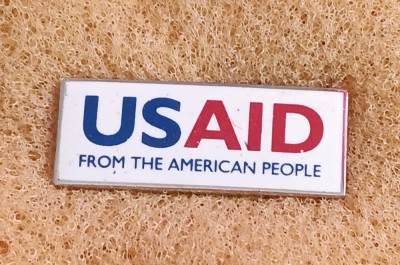 USAID
FROM THE AMERICAN PEOPLE